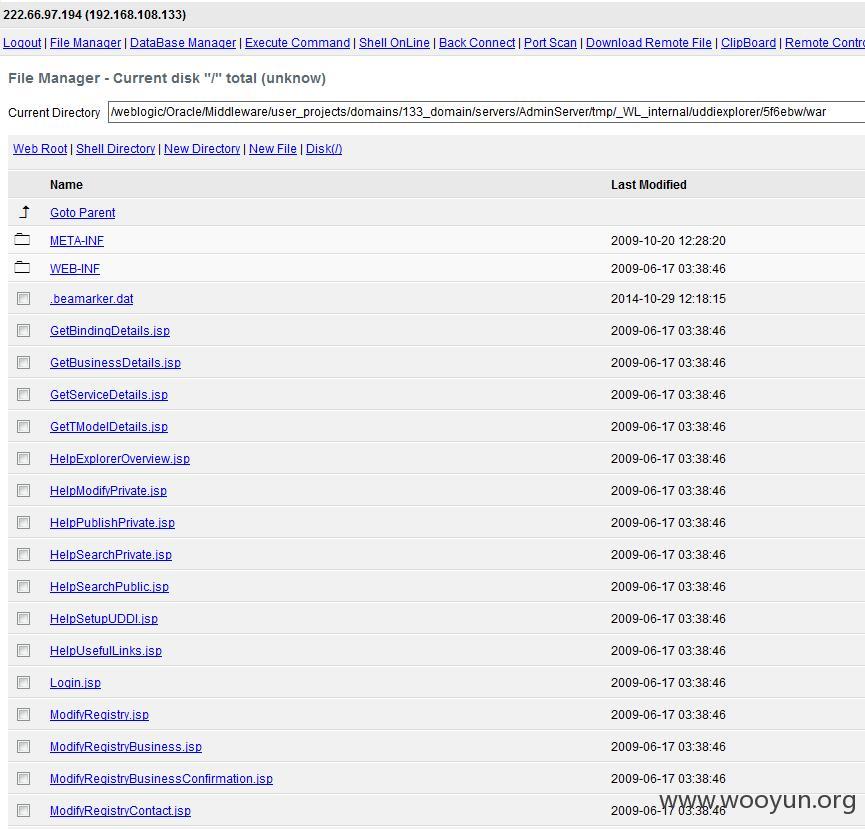 222.66.97.194 (192.168.108.133)
Logout | File Manager | DataBase Manager | Execute Command | Shell OnLine | Back Connect | Port Scan | Download Remote File | ClipBoard | Remote Contro
File Manager - Current disk "/" total (unknow)
Current Directory /weblogic/Oracle/Middleware/user_projects/domains/133_domain/servers/AdminServer/tmp/_WL_internal/uddiexplorer/5f6ebw/war
Web Root | Shell Directory | New Directory | New File | Disk(/)
Name Last Modified
Goto Parent
META-INF 2009-10-20 12:28:20
WEB-INF 2009-06-17 03:38:46
.beamarker.dat 2014-10-29 12:18:15
GetBindingDetails.jsp 2009-06-17 03:38:46
GetBusinessDetails.jsp 2009-06-17 03:38:46
GetServiceDetails.jsp 2009-06-17 03:38:46
GetTModelDetails.jsp 2009-06-17 03:38:46
HelpExplorerOverview.jsp 2009-06-17 03:38:46
HelpModifyPrivate.jsp 2009-06-17 03:38:46
HelpPublishPrivate.jsp 2009-06-17 03:38:46
HelpSearchPrivate.jsp 2009-06-17 03:38:46
HelpSearchPublic.jsp 2009-06-17 03:38:46
HelpSetupUDDI.jsp 2009-06-17 03:38:46
HelpUsefulLinks.jsp 2009-06-17 03:38:46
Login.jsp 2009-06-17 03:38:46
ModifyRegistry.jsp 2009-06-17 03:38:46
ModifyRegistryBusiness.jsp 2009-06-17 03:38:46
ModifyRegistryBusinessConfirmation.jsp 2009-06-17 03:38:46
ModifyRegistryContact.jsp 2009-06-17 03:38:46
www.wooyun.org